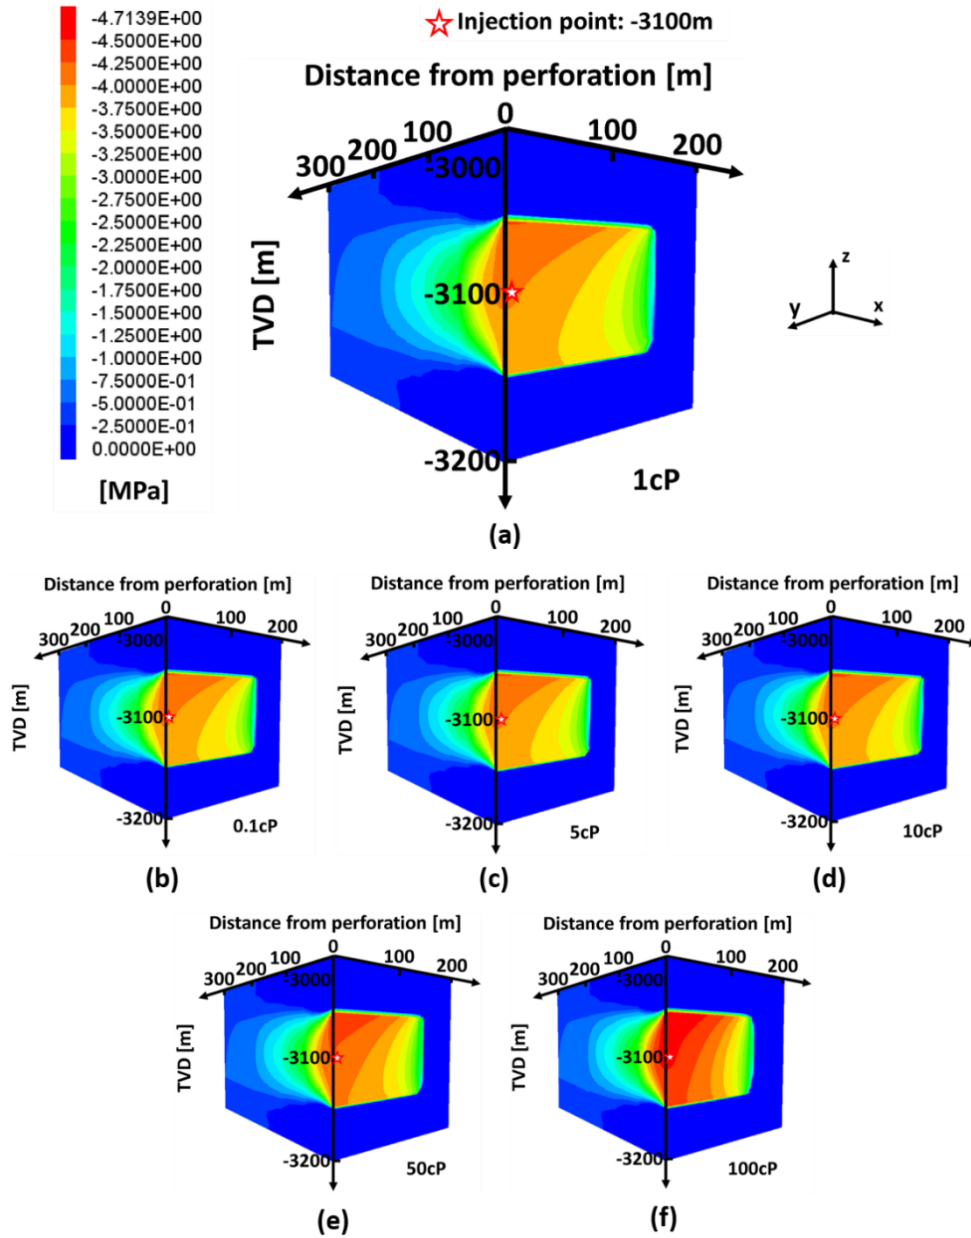 -4.7139E+00
-4.5000E+00
-4.0000E+00
-3.7500E+00
-3.5000E+00
-3.2500E+00
-3.0000E+00
-2.7500E+00
-2.5000E+00
-2.2500E+00
-2.0000E+00
-1.7500E+00
-1.5000E+00
-1.2500E+00
-1.0000E+00
-7.5000E-01
-5.0000E-01
-2.5000E-01
0.0000E+00
[MPa]
Injection point: -3100m
Distance from perforation [m]
300 200 100 0 100 200
-3000
TVD [m]
-3100
-3200
1cP
z
y x
(a)
Distance from perforation [m]
300 200 100 0 100 200
-3000
TVD [m]
-3100
-3200
0.1cP
(b)
Distance from perforation [m]
300 200 100 0 100 200
-3000
TVD [m]
-3100
-3200
5cP
(c)
Distance from perforation [m]
300 200 100 0 100 200
-3000
TVD [m]
-3100
-3200
10cP
(d)
Distance from perforation [m]
300 200 100 0 100 200
-3000
TVD [m]
-3100
-3200
50cP
(e)
Distance from perforation [m]
300 200 100 0 100 200
-3000
TVD [m]
-3100
-3200
100cP
(f)